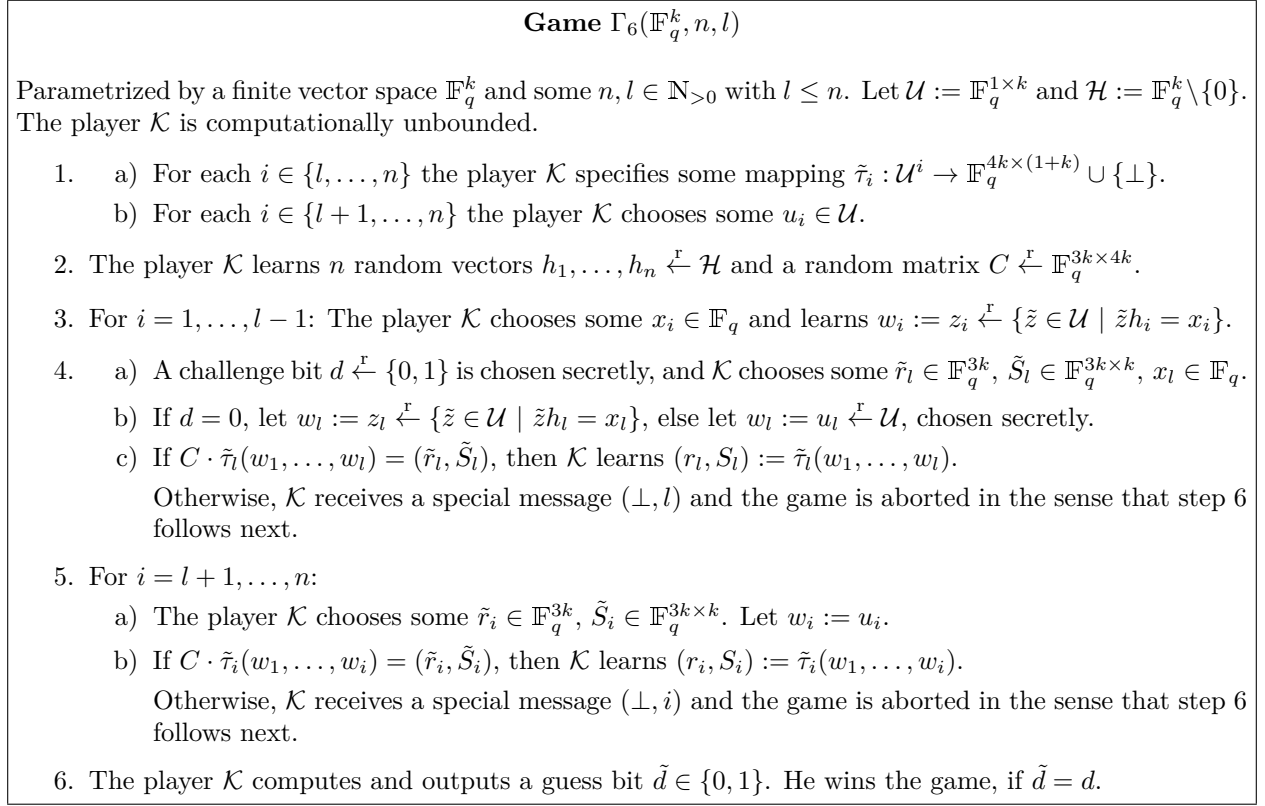 Game Γ₆(𝔽_q^k, n, l)
Parametrized by a finite vector space 𝔽_q^k and some n, l ∈ ℕ_{>0} with l ≤ n. Let 𝒰 := 𝔽_q^{1×k} and ℋ := 𝔽_q^k\{0}.
The player 𝒦 is computationally unbounded.
1. a) For each i ∈ {l, …, n} the player 𝒦 specifies some mapping τ̃_i : 𝒰^i → 𝔽_q^{4k×(1+k)} ∪ {⊥}.
b) For each i ∈ {l + 1, …, n} the player 𝒦 chooses some u_i ∈ 𝒰.
2. The player 𝒦 learns n random vectors h_1, …, h_n ←^r ℋ and a random matrix C ←^r 𝔽_q^{3k×4k}.
3. For i = 1, …, l − 1: The player 𝒦 chooses some x_i ∈ 𝔽_q and learns w_i := z_i ←^r {z̃ ∈ 𝒰 | z̃h_i = x_i}.
4. a) A challenge bit d ←^r {0, 1} is chosen secretly, and 𝒦 chooses some r̃_l ∈ 𝔽_q^{3k}, S̃_l ∈ 𝔽_q^{3k×k}, x_l ∈ 𝔽_q.
b) If d = 0, let w_l := z_l ←^r {z̃ ∈ 𝒰 | z̃h_l = x_l}, else let w_l := u_l ←^r 𝒰, chosen secretly.
c) If C · τ̃_l(w_1, …, w_l) = (r̃_l, S̃_l), then 𝒦 learns (r_l, S_l) := τ̃_l(w_1, …, w_l).
Otherwise, 𝒦 receives a special message (⊥, l) and the game is aborted in the sense that step 6
follows next.
5. For i = l + 1, …, n:
a) The player 𝒦 chooses some r̃_i ∈ 𝔽_q^{3k}, S̃_i ∈ 𝔽_q^{3k×k}. Let w_i := u_i.
b) If C · τ̃_i(w_1, …, w_i) = (r̃_i, S̃_i), then 𝒦 learns (r_i, S_i) := τ̃_i(w_1, …, w_i).
Otherwise, 𝒦 receives a special message (⊥, i) and the game is aborted in the sense that step 6
follows next.
6. The player 𝒦 computes and outputs a guess bit d̃ ∈ {0, 1}. He wins the game, if d̃ = d.